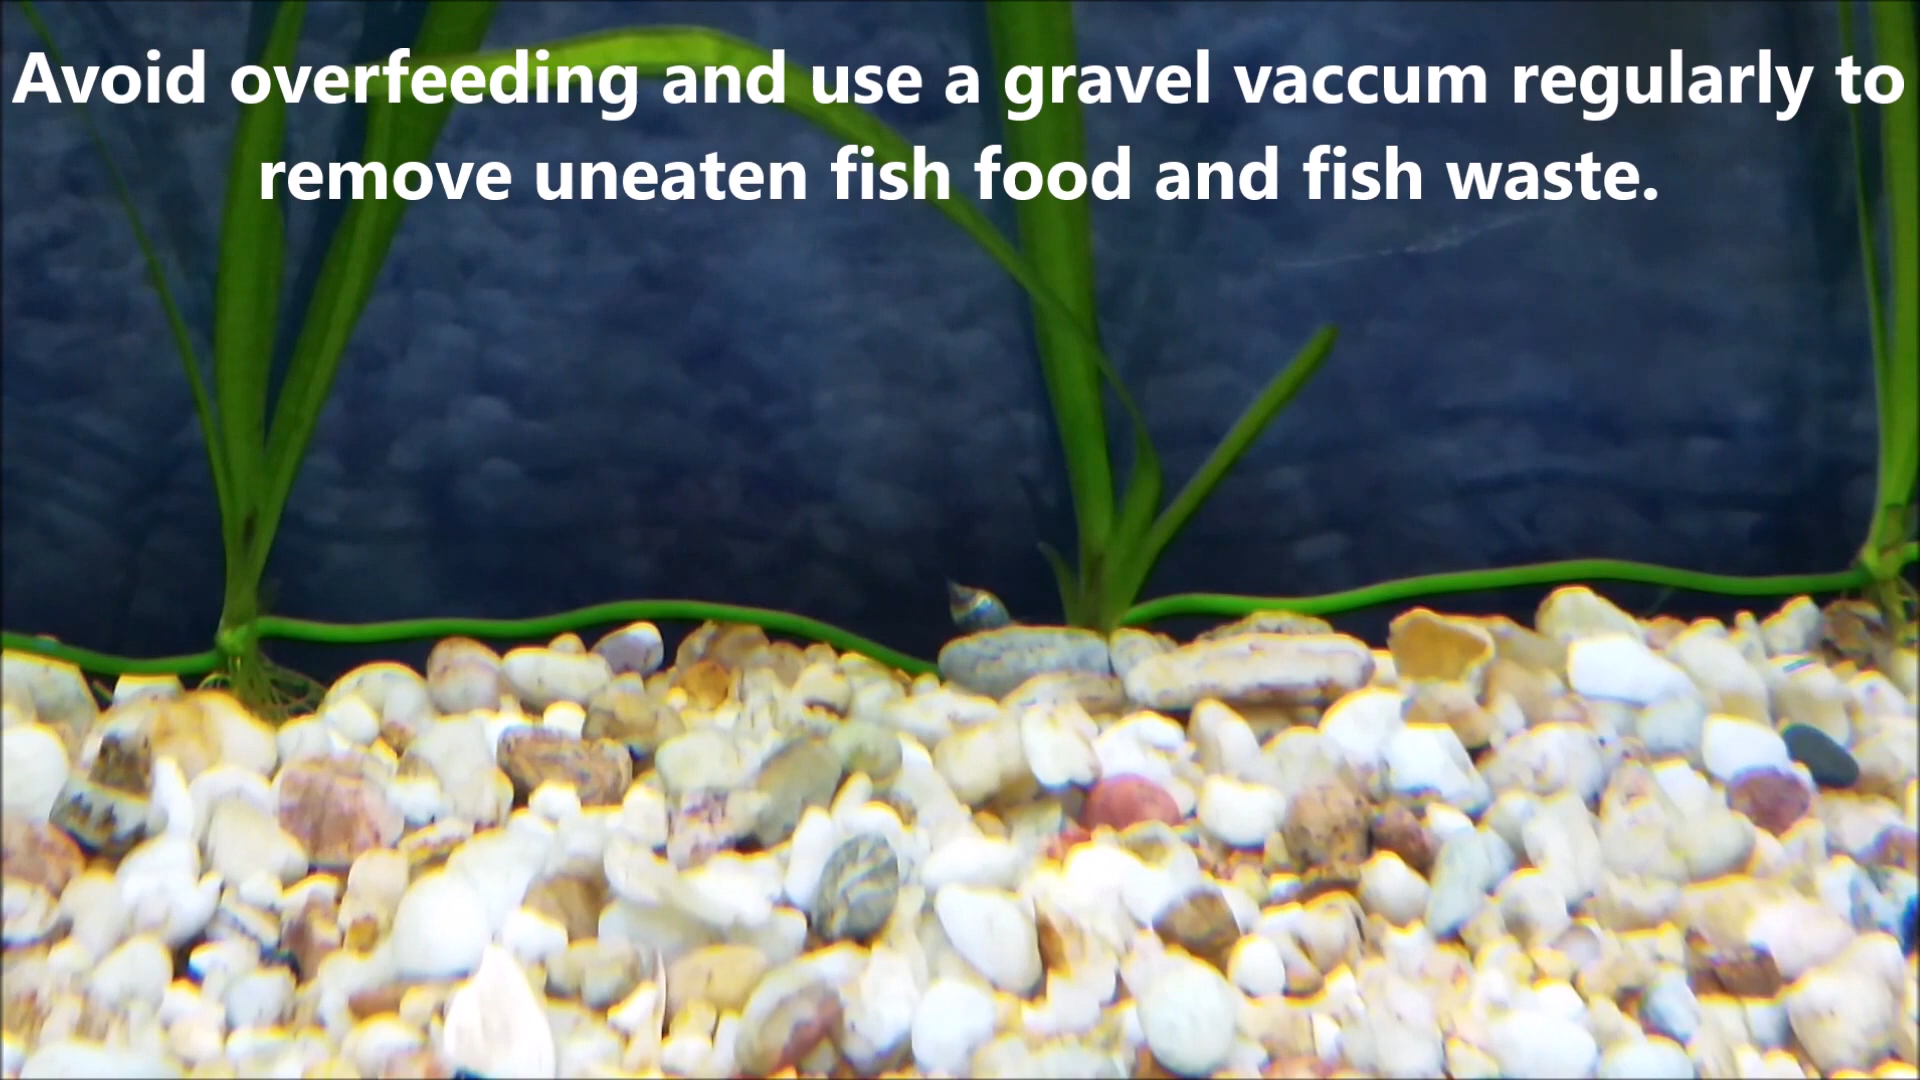 Avoid overfeeding and use a gravel vaccum regularly to
remove uneaten fish food and fish waste.